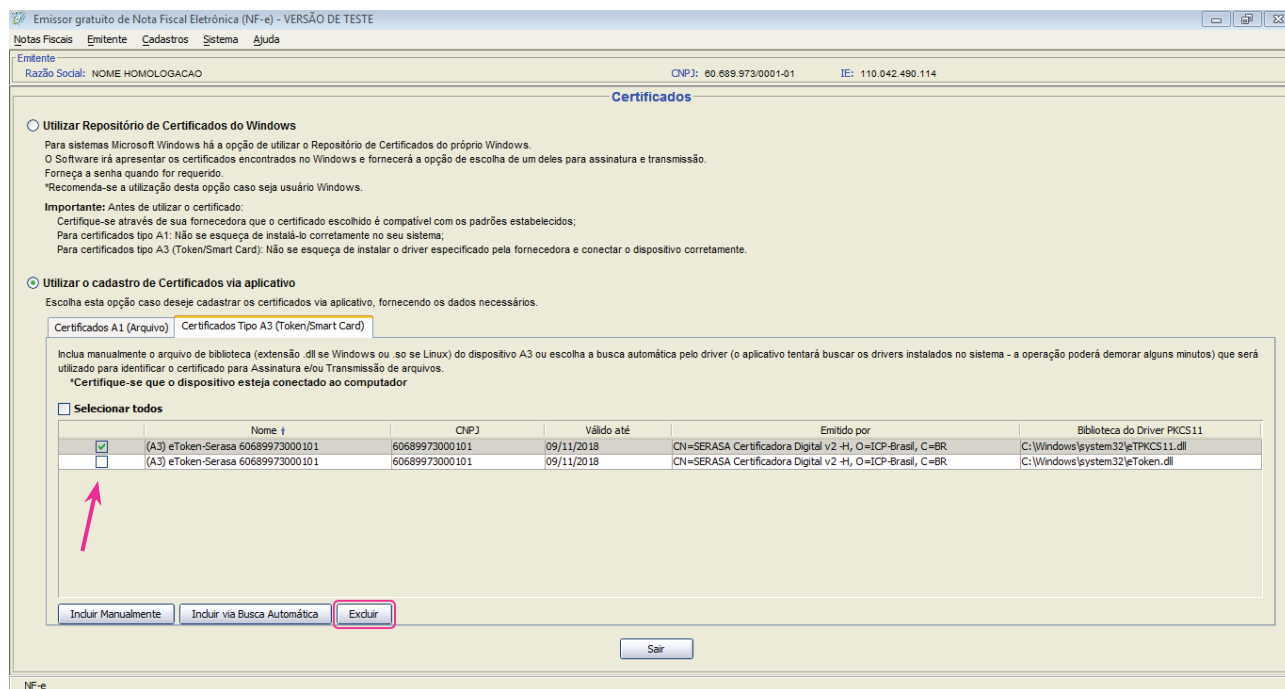 Emissor gratuito de Nota Fiscal Eletrônica (NF-e) - VERSÃO DE TESTE
Notas Fiscais Emitente Cadastros Sistema Ajuda
Emitente
Razão Social: NOME HOMOLOGACAO CNPJ: 60.689.973/0001-01 IE: 110.042.490.114
Certificados
Utilizar Repositório de Certificados do Windows
Para sistemas Microsoft Windows há a opção de utilizar o Repositório de Certificados do próprio Windows.
O Software irá apresentar os certificados encontrados no Windows e fornecerá a opção de escolha de um deles para assinatura e transmissão.
Forneça a senha quando for requerido.
*Recomenda-se a utilização desta opção caso seja usuário Windows.
Importante: Antes de utilizar o certificado:
Certifique-se através de sua fornecedora que o certificado escolhido é compatível com os padrões estabelecidos;
Para certificados tipo A1: Não se esqueça de instalá-lo corretamente no seu sistema;
Para certificados tipo A3 (Token/Smart Card): Não se esqueça de instalar o driver especificado pela fornecedora e conectar o dispositivo corretamente.
Utilizar o cadastro de Certificados via aplicativo
Escolha esta opção caso deseje cadastrar os certificados via aplicativo, fornecendo os dados necessários.
Certificados A1 (Arquivo) Certificados Tipo A3 (Token/Smart Card)
Inclua manualmente o arquivo de biblioteca (extensão .dll se Windows ou .so se Linux) do dispositivo A3 ou escolha a busca automática pelo driver (o aplicativo tentará buscar os drivers instalados no sistema - a operação poderá demorar alguns minutos) que será
utilizado para identificar o certificado para Assinatura e/ou Transmissão de arquivos.
*Certifique-se que o dispositivo esteja conectado ao computador
Selecionar todos
Nome CNPJ Válido até Emitido por Biblioteca do Driver PKCS11
(A3) eToken-Serasa 60689973000101 60689973000101 09/11/2018 CN=SERASA Certificadora Digital v2 -H, O=ICP-Brasil, C=BR C:\Windows\system32\eTPKCS11.dll
(A3) eToken-Serasa 60689973000101 60689973000101 09/11/2018 CN=SERASA Certificadora Digital v2 -H, O=ICP-Brasil, C=BR C:\Windows\system32\eToken.dll
Incluir Manualmente Incluir via Busca Automática Excluir
Sair
NF-e